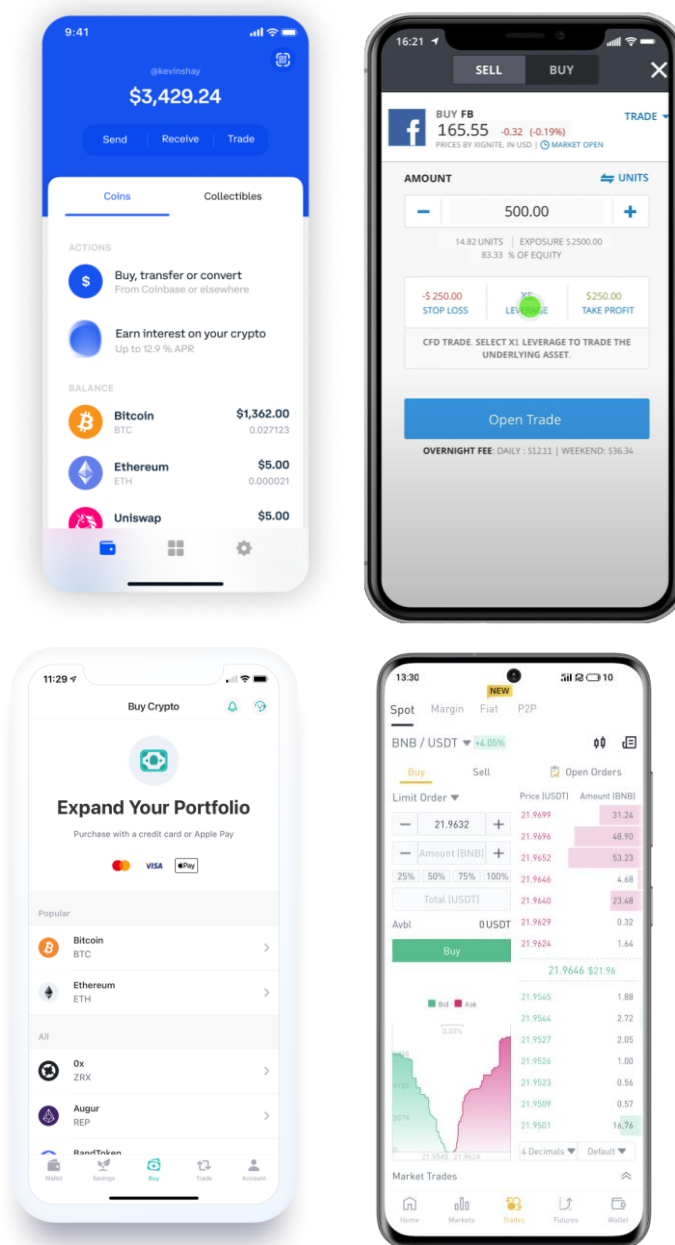 9:41
@kevinshay
$3,429.24
Send Receive Trade
Coins Collectibles
ACTIONS
$
Buy, transfer or convert
From Coinbase or elsewhere
Earn interest on your crypto
Up to 12.9 % APR
BALANCE
Bitcoin $1,362.00
BTC 0.027123
Ethereum $5.00
ETH 0.000021
Uniswap $5.00
16:21
SELL BUY
f
BUY FB TRADE
165.55 -0.32 (-0.19%)
PRICES BY XIGNITE, IN USD | MARKET OPEN
AMOUNT UNITS
− 500.00 +
14.82 UNITS | EXPOSURE $2500.00
83.33 % OF EQUITY
-$ 250.00 X5 $250.00
STOP LOSS LEVERAGE TAKE PROFIT
CFD TRADE. SELECT X1 LEVERAGE TO TRADE THE
UNDERLYING ASSET.
Open Trade
OVERNIGHT FEE: DAILY : $12.11 | WEEKEND: $36.34
11:29
Buy Crypto
Expand Your Portfolio
Purchase with a credit card or Apple Pay
VISA Pay
Popular
Bitcoin
BTC
Ethereum
ETH
All
0x
ZRX
Augur
REP
BandToken
Wallet Savings Buy Trade Account
13:30 10
NEW
Spot Margin Fiat P2P
BNB / USDT +4.05%
Buy Sell Open Orders
Limit Order Price (USDT) Amount (BNB)
− 21.9632 + 21.9699 31.24
21.9696 48.90
− Amount (BNB) + 21.9652 53.23
25% 50% 75% 100% 21.9646 4.68
Total (USDT) 21.9640 23.48
Avbl 0 USDT 21.9629 0.32
Buy 21.9624 1.64
21.9646 $21.96
Bid Ask 21.9545 1.88
21.9544 2.72
0.03% 21.9527 2.05
21.9526 1.00
21.9523 0.56
21.9509 0.57
2079 21.9501 16.76
0
21.9545 21.9624 4 Decimals Default
Market Trades
Home Markets Trades Futures Wallet